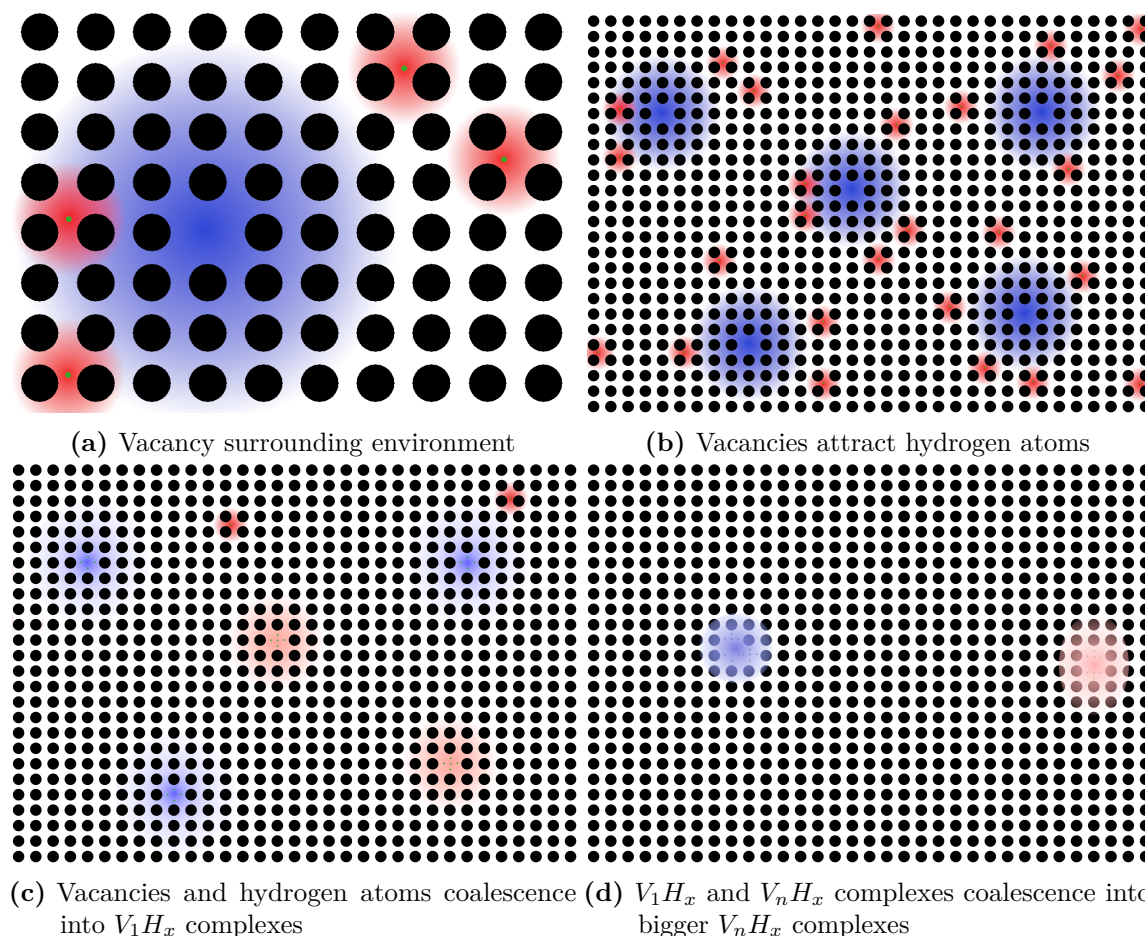 (a) Vacancy surrounding environment
(b) Vacancies attract hydrogen atoms
(c) Vacancies and hydrogen atoms coalescence
into V₁Hₓ complexes
(d) V₁Hₓ and VₙHₓ complexes coalescence into
bigger VₙHₓ complexes